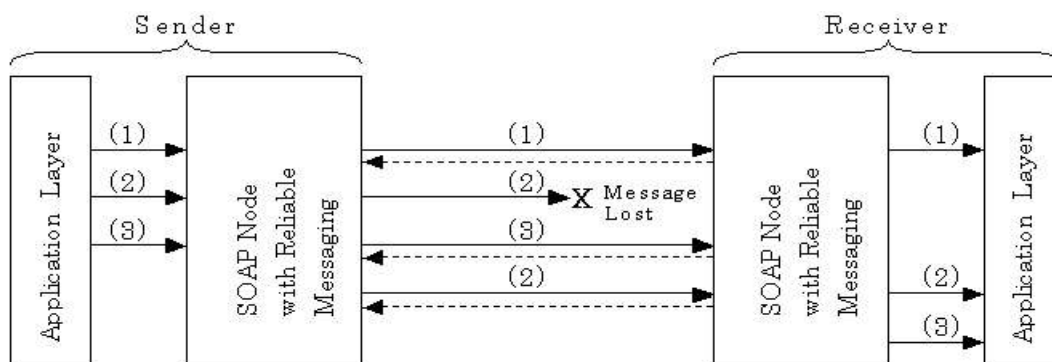 Sender
Receiver
Application Layer
(1)
(2)
(3)
SOAP Node
with Reliable
Messaging
(1)
(2)
X
Message
Lost
(3)
(2)
SOAP Node
with Reliable
Messaging
(1)
(2)
(3)
Application Layer